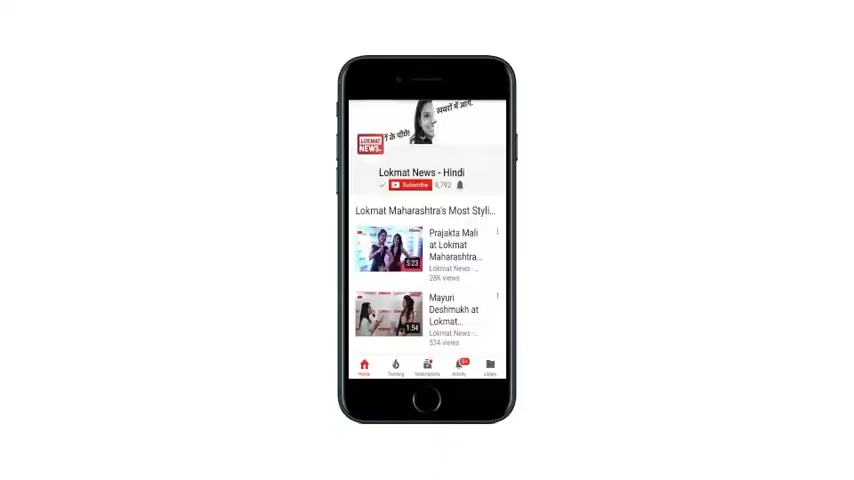 खबरों में आगे,
के पीछे!
LOKMAT
NEWS
Lokmat News - Hindi
Subscribe 9,792
Lokmat Maharashtra's Most Styli...
Prajakta Mali
at Lokmat
Maharashtra...
Lokmat News -...
28K views
5:23
Mayuri
Deshmukh at
Lokmat...
Lokmat News -...
534 views
1:54
Home Trending Subscriptions Activity Library